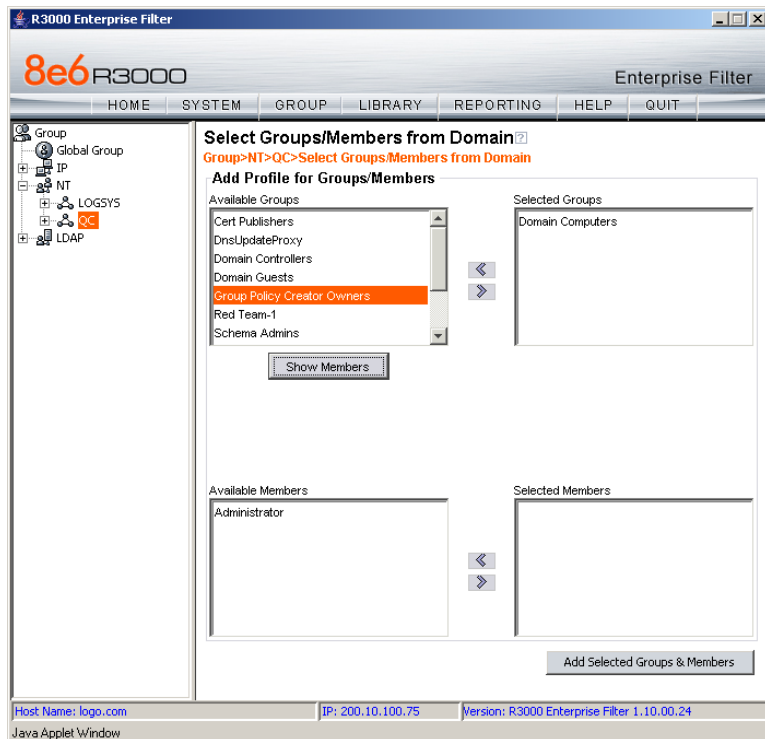 R3000 Enterprise Filter
8e6 R3000
Enterprise Filter
HOME SYSTEM GROUP LIBRARY REPORTING HELP QUIT
Group
Global Group
IP
NT
LOGSYS
QC
LDAP
Select Groups/Members from Domain?
Group>NT>QC>Select Groups/Members from Domain
Add Profile for Groups/Members
Available Groups
Cert Publishers
DnsUpdateProxy
Domain Controllers
Domain Guests
Group Policy Creator Owners
Red Team-1
Schema Admins
Show Members
Selected Groups
Domain Computers
Available Members
Administrator
Selected Members
Add Selected Groups & Members
Host Name: logo.com
IP: 200.10.100.75
Version: R3000 Enterprise Filter 1.10.00.24
Java Applet Window